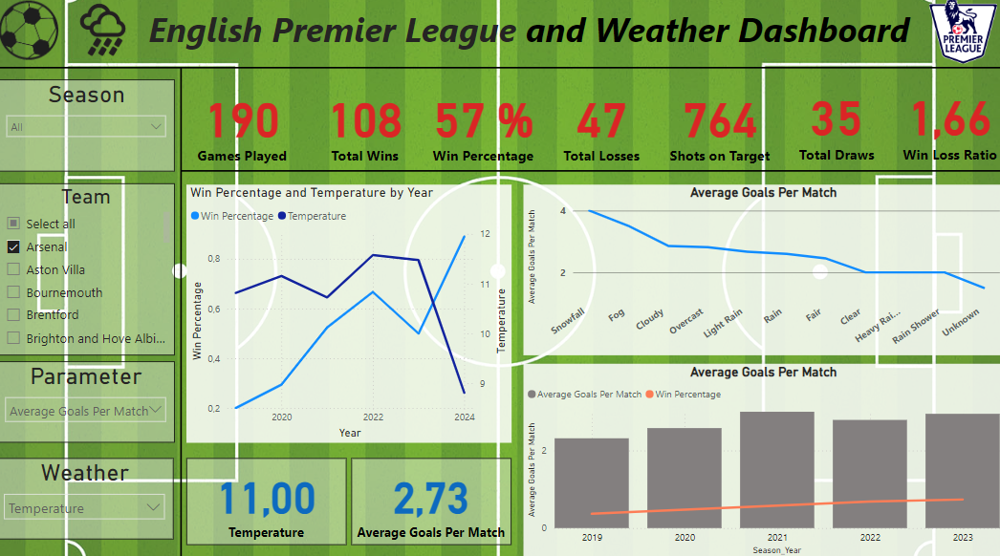 English Premier League and Weather Dashboard
PREMIER
LEAGUE
Season
All
190
Games Played
108
Total Wins
57 %
Win Percentage
47
Total Losses
764
Shots on Target
35
Total Draws
1,66
Win Loss Ratio
Team
Select all
Arsenal
Aston Villa
Bournemouth
Brentford
Brighton and Hove Albi...
Parameter
Average Goals Per Match
Weather
Temperature
Win Percentage and Temperature by Year
Win Percentage
Temperature
Win Percentage
0,8
0,6
0,4
0,2
12
11
10
9
Temperature
2020
2022
2024
Year
11,00
Temperature
2,73
Average Goals Per Match
Average Goals Per Match
Average Goals Per Match
4
2
Snowfall
Fog
Cloudy
Overcast
Light Rain
Rain
Fair
Clear
Heavy Rai...
Rain Shower
Unknown
Average Goals Per Match
Average Goals Per Match
Win Percentage
Average Goals Per Match
2
0
2019
2020
2021
2022
2023
Season_Year